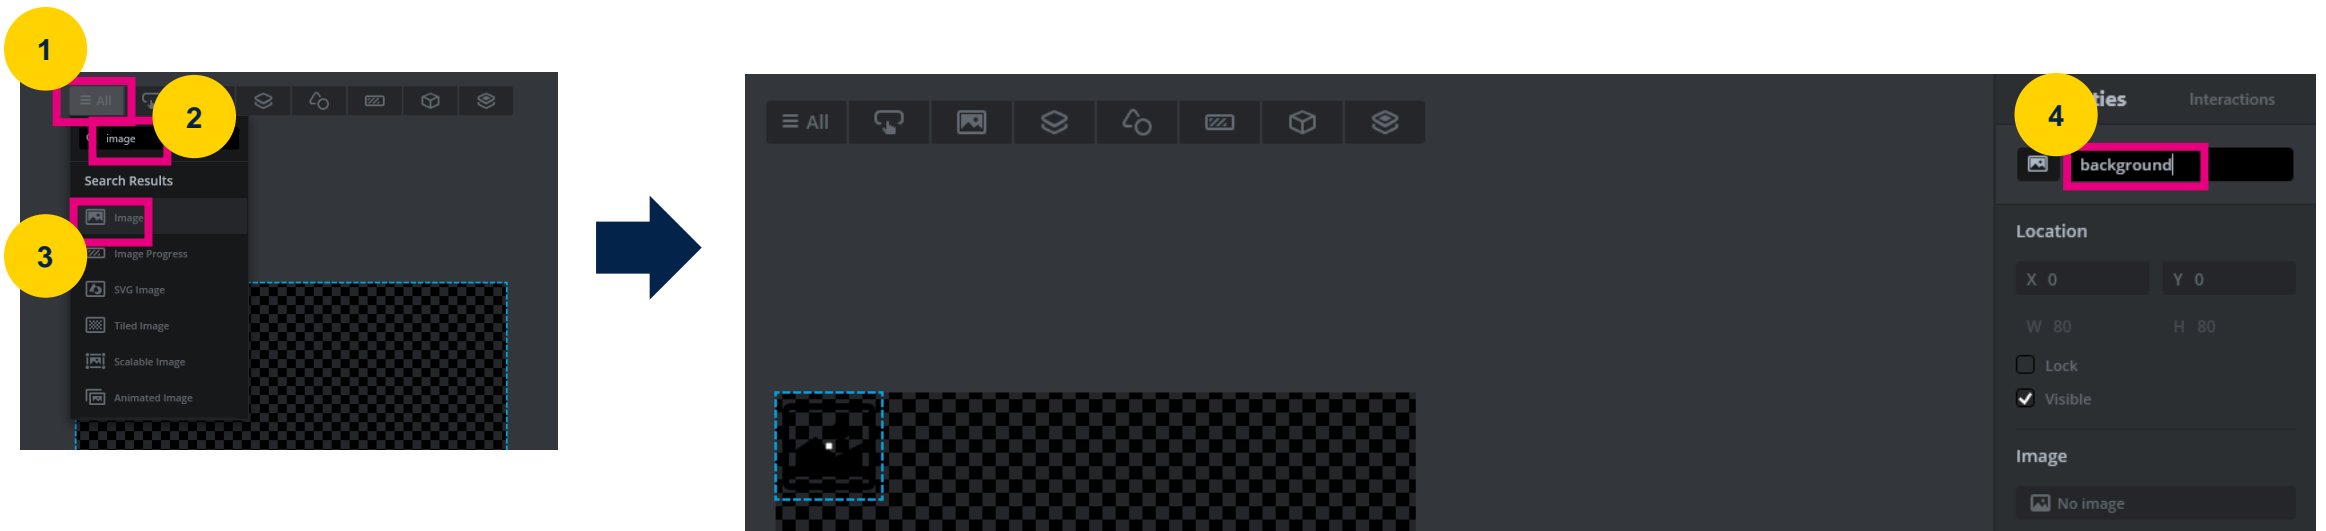 1
All
2
image
Search Results
Image
3
Image Progress
SVG Image
Tiled Image
Scalable Image
Animated Image
All
4
ties
Interactions
background
Location
X 0
Y 0
W 80
H 80
Lock
Visible
Image
No image